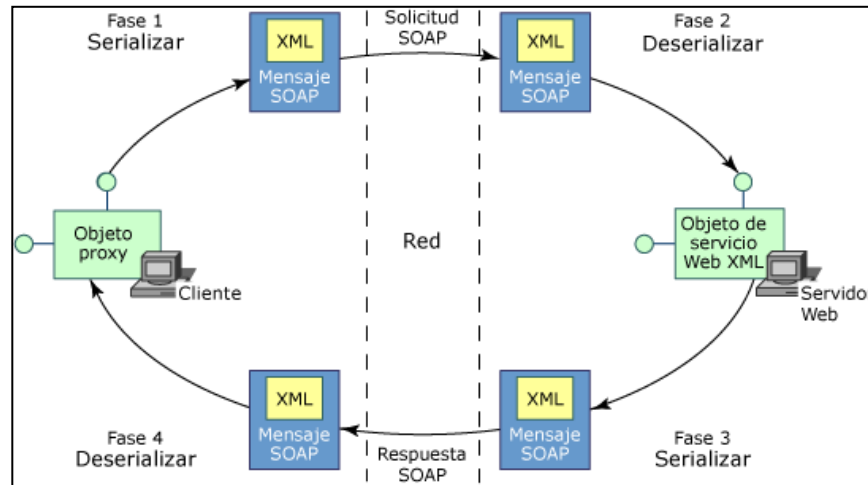 Fase 1
Serializar
XML
Mensaje
SOAP
Solicitud
SOAP
XML
Mensaje
SOAP
Fase 2
Deserializar
Objeto
proxy
Cliente
Red
Objeto de
servicio
Web XML
Servido
Web
Fase 4
Deserializar
XML
Mensaje
SOAP
Respuesta
SOAP
XML
Mensaje
SOAP
Fase 3
Serializar